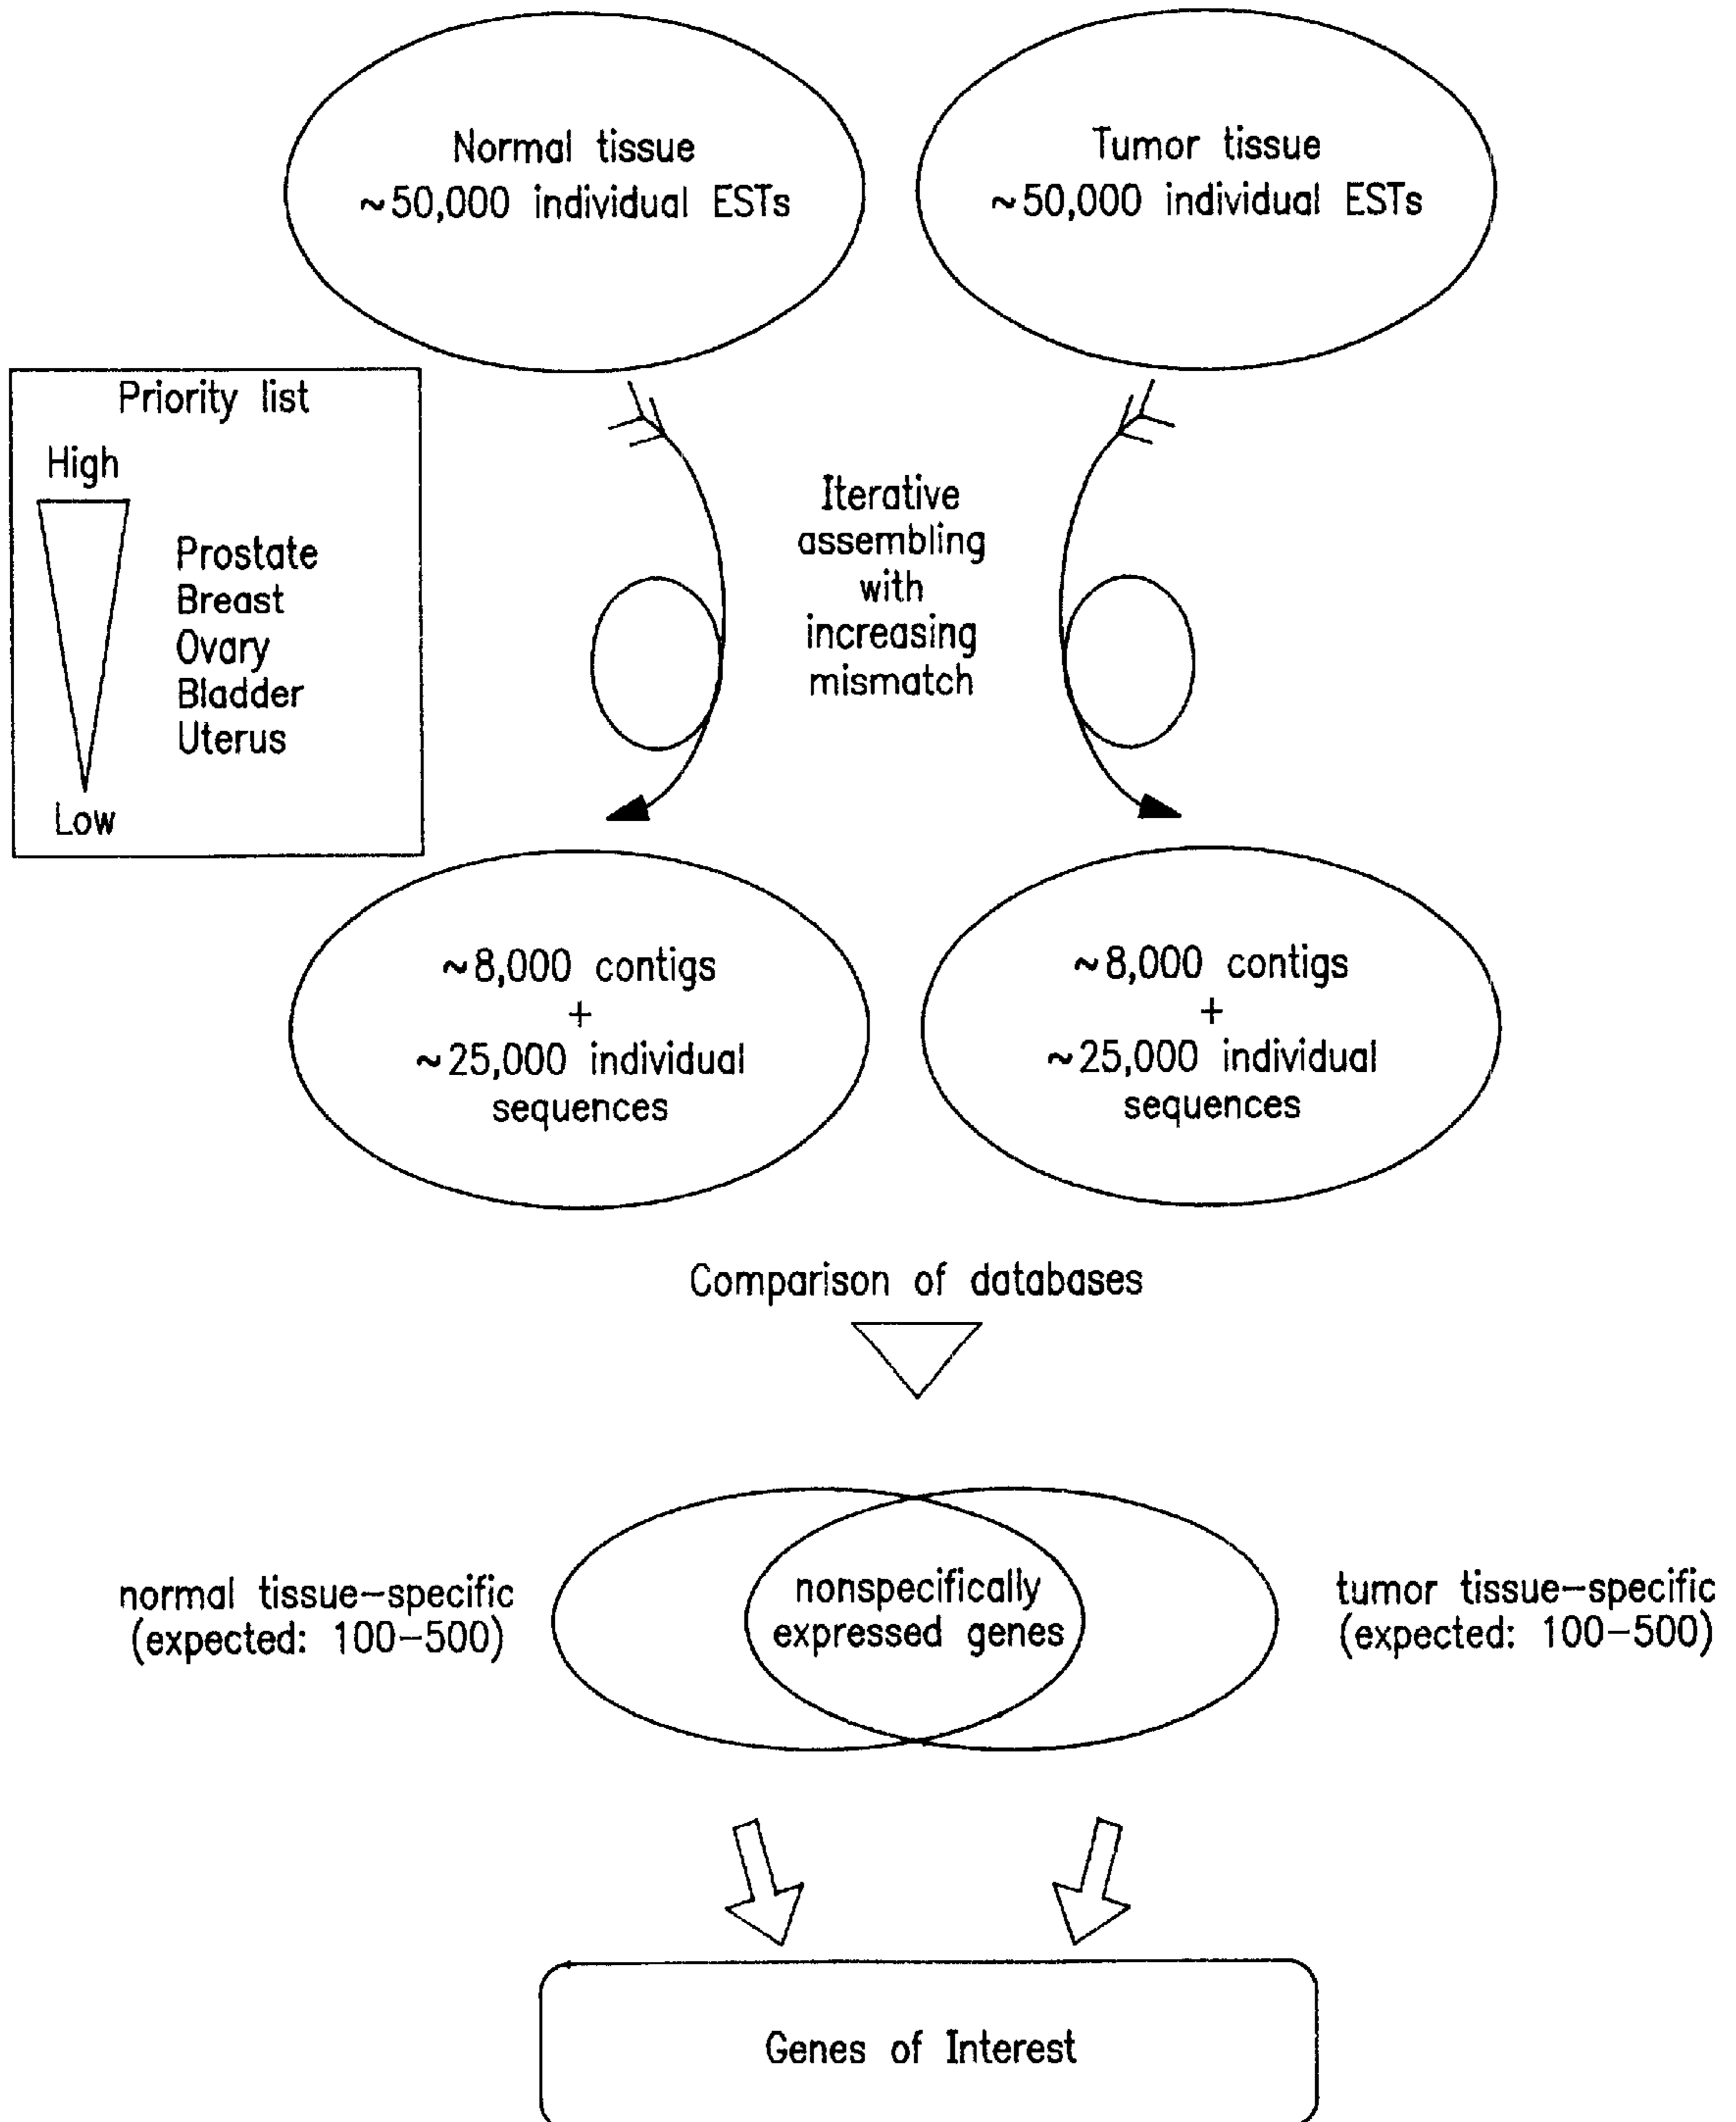 Normal tissue
~50,000 individual ESTs
Tumor tissue
~50,000 individual ESTs
Priority list
High
Prostate
Breast
Ovary
Bladder
Uterus
Low
Iterative
assembling
with
increasing
mismatch
~8,000 contigs
+
~25,000 individual
sequences
~8,000 contigs
+
~25,000 individual
sequences
Comparison of databases
normal tissue-specific
(expected: 100-500)
nonspecifically
expressed genes
tumor tissue-specific
(expected: 100-500)
Genes of Interest